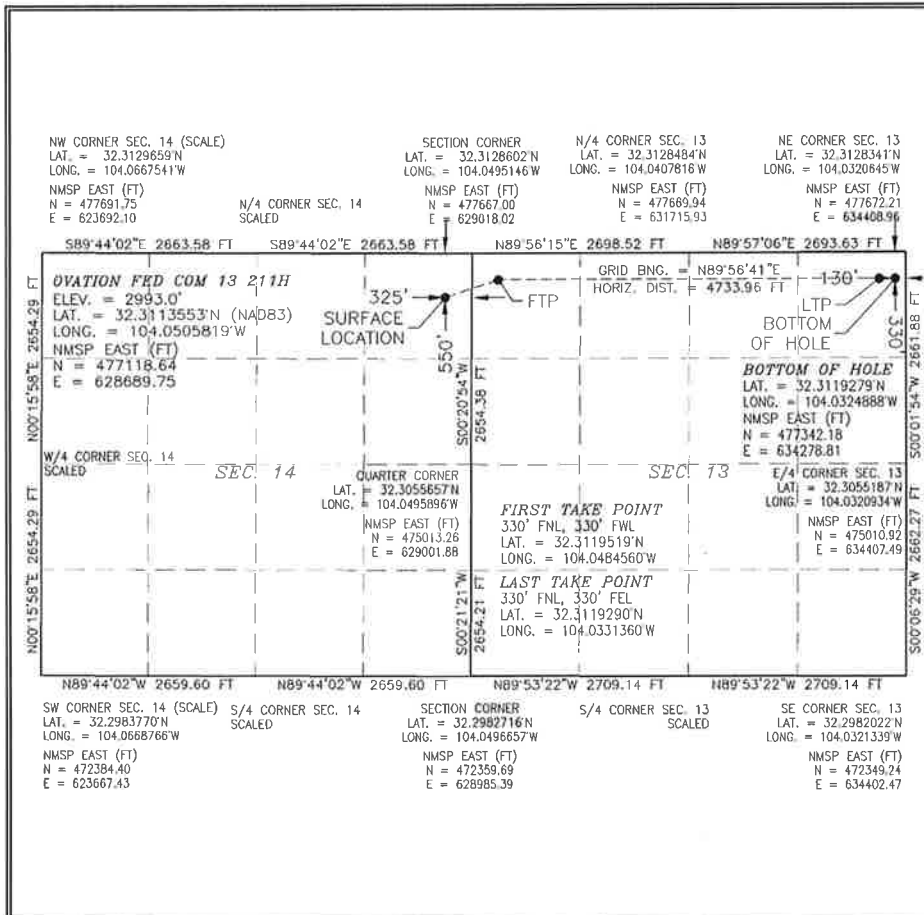 NW CORNER SEC. 14 (SCALE)
LAT. = 32.3129659'N
LONG. = 104.0667541'W
NMSP EAST (FT)
N = 477691.75
E = 623692.10
N/4 CORNER SEC. 14
SCALED
SECTION CORNER
LAT. = 32.3128602'N
LONG. = 104.0495146'W
NMSP EAST (FT)
N = 477667.00
E = 629018.02
N/4 CORNER SEC. 13
LAT. = 32.3128484'N
LONG. = 104.0407816'W
NMSP EAST (FT)
N = 477669.94
E = 631715.93
NE CORNER SEC. 13
LAT. = 32.3128341'N
LONG. = 104.0320645'W
NMSP EAST (FT)
N = 477672.21
E = 634408.96
S89°44'02"E 2663.58 FT
S89°44'02"E 2663.58 FT
N89°56'15"E 2698.52 FT
N89°57'06"E 2693.63 FT
OVATION FED COM 13 211H
ELEV. = 2993.0'
LAT. = 32.3113553'N (NAD83)
LONG. = 104.0505819'W
NMSP EAST (FT)
N = 477118.64
E = 628689.75
325'
SURFACE
LOCATION
550'
FTP
GRID BNG. = N89°56'41"E
HORIZ. DIST. = 4733.96 FT
130'
LTP
BOTTOM
OF HOLE
330'
N00°15'58"E 2654.29 FT
S00°20'54"W
2654.38 FT
S00°01'54"W 2661.88 FT
BOTTOM OF HOLE
LAT. = 32.3119279'N
LONG. = 104.0324888'W
NMSP EAST (FT)
N = 477342.18
E = 634278.81
W/4 CORNER SEC. 14
SCALED
SEC. 14
SEC. 13
QUARTER CORNER
LAT. = 32.3055657'N
LONG. = 104.0495896'W
NMSP EAST (FT)
N = 475013.26
E = 629001.88
E/4 CORNER SEC. 13
LAT. = 32.3055187'N
LONG. = 104.0320934'W
NMSP EAST (FT)
N = 475010.92
E = 634407.49
FIRST TAKE POINT
330' FNL, 330' FWL
LAT. = 32.3119519'N
LONG. = 104.0484560'W
LAST TAKE POINT
330' FNL, 330' FEL
LAT. = 32.3119290'N
LONG. = 104.0331360'W
N00°15'58"E 2654.29 FT
S00°21'21"W
2654.21 FT
S00°06'29"W 2662.27 FT
N89°44'02"W 2659.60 FT
N89°44'02"W 2659.60 FT
N89°53'22"W 2709.14 FT
N89°53'22"W 2709.14 FT
SW CORNER SEC. 14 (SCALE)
LAT. = 32.2983770'N
LONG. = 104.0668766'W
NMSP EAST (FT)
N = 472384.40
E = 623667.43
S/4 CORNER SEC. 14
SCALED
SECTION CORNER
LAT. = 32.2982716'N
LONG. = 104.0496657'W
NMSP EAST (FT)
N = 472359.69
E = 628985.39
S/4 CORNER SEC. 13
SCALED
SE CORNER SEC. 13
LAT. = 32.2982022'N
LONG. = 104.0321339'W
NMSP EAST (FT)
N = 472349.24
E = 634402.47